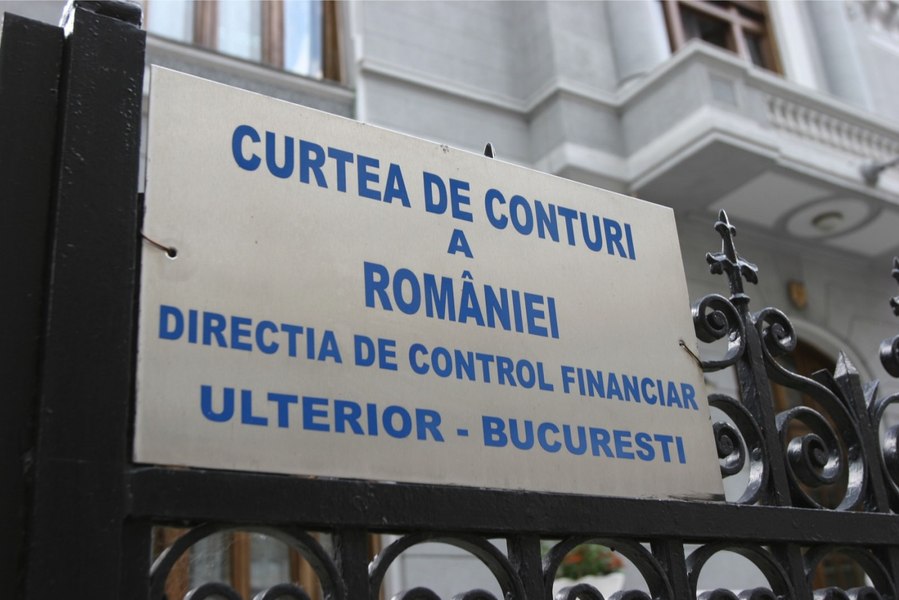 CURTEA DE CONTURI
A
ROMÂNIEI
DIRECTIA DE CONTROL FINANCIAR
ULTERIOR - BUCURESTI